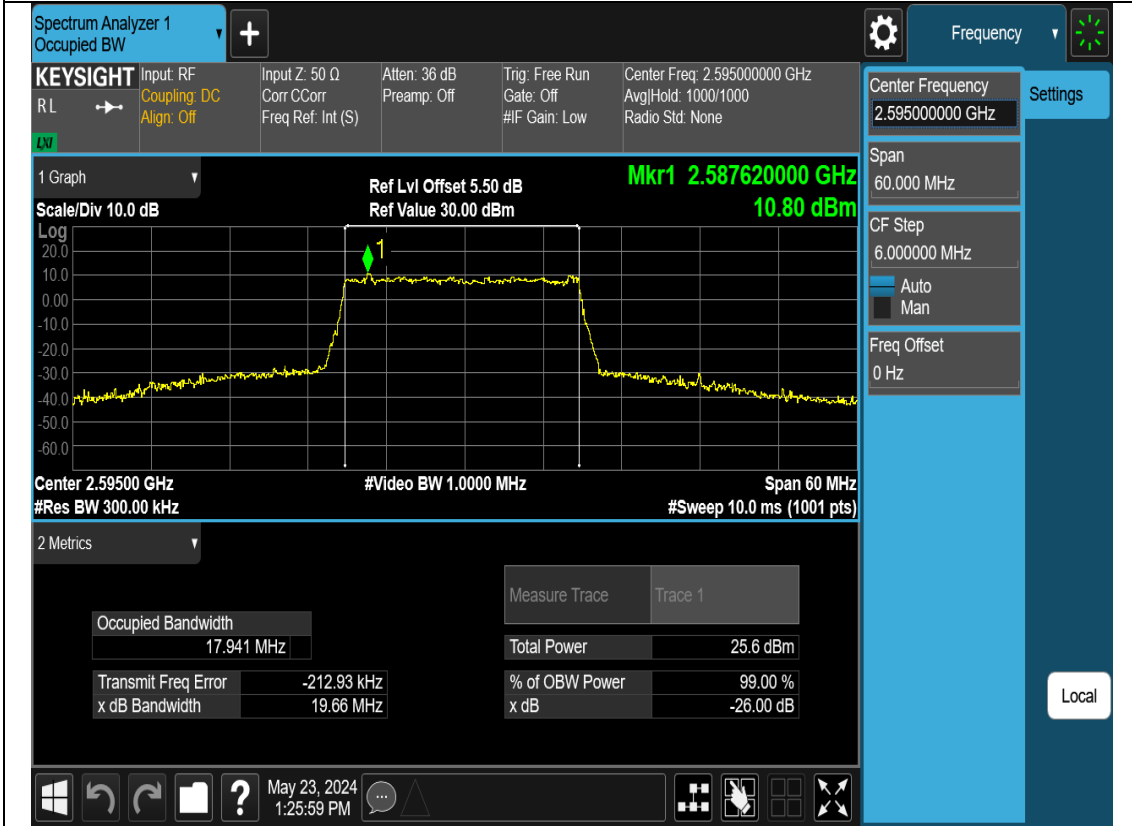 Spectrum Analyzer 1
Occupied BW
+
Frequency
KEYSIGHT
RL
LXI
Input: RF
Coupling: DC
Align: Off
Input Z: 50 Ω
Corr CCorr
Freq Ref: Int (S)
Atten: 36 dB
Preamp: Off
Trig: Free Run
Gate: Off
#IF Gain: Low
Center Freq: 2.595000000 GHz
Avg|Hold: 1000/1000
Radio Std: None
Center Frequency
2.595000000 GHz
Settings
Span
60.000 MHz
CF Step
6.000000 MHz
Auto
Man
Freq Offset
0 Hz
Local
1 Graph
Scale/Div 10.0 dB
Ref Lvl Offset 5.50 dB
Ref Value 30.00 dBm
Mkr1 2.587620000 GHz
10.80 dBm
Log
20.0
10.0
0.00
-10.0
-20.0
-30.0
-40.0
-50.0
-60.0
1
Center 2.59500 GHz
#Video BW 1.0000 MHz
Span 60 MHz
#Res BW 300.00 kHz
#Sweep 10.0 ms (1001 pts)
2 Metrics
Measure Trace
Trace 1
Occupied Bandwidth
17.941 MHz
Total Power
25.6 dBm
Transmit Freq Error
-212.93 kHz
% of OBW Power
99.00 %
x dB Bandwidth
19.66 MHz
x dB
-26.00 dB
?
May 23, 2024
1:25:59 PM